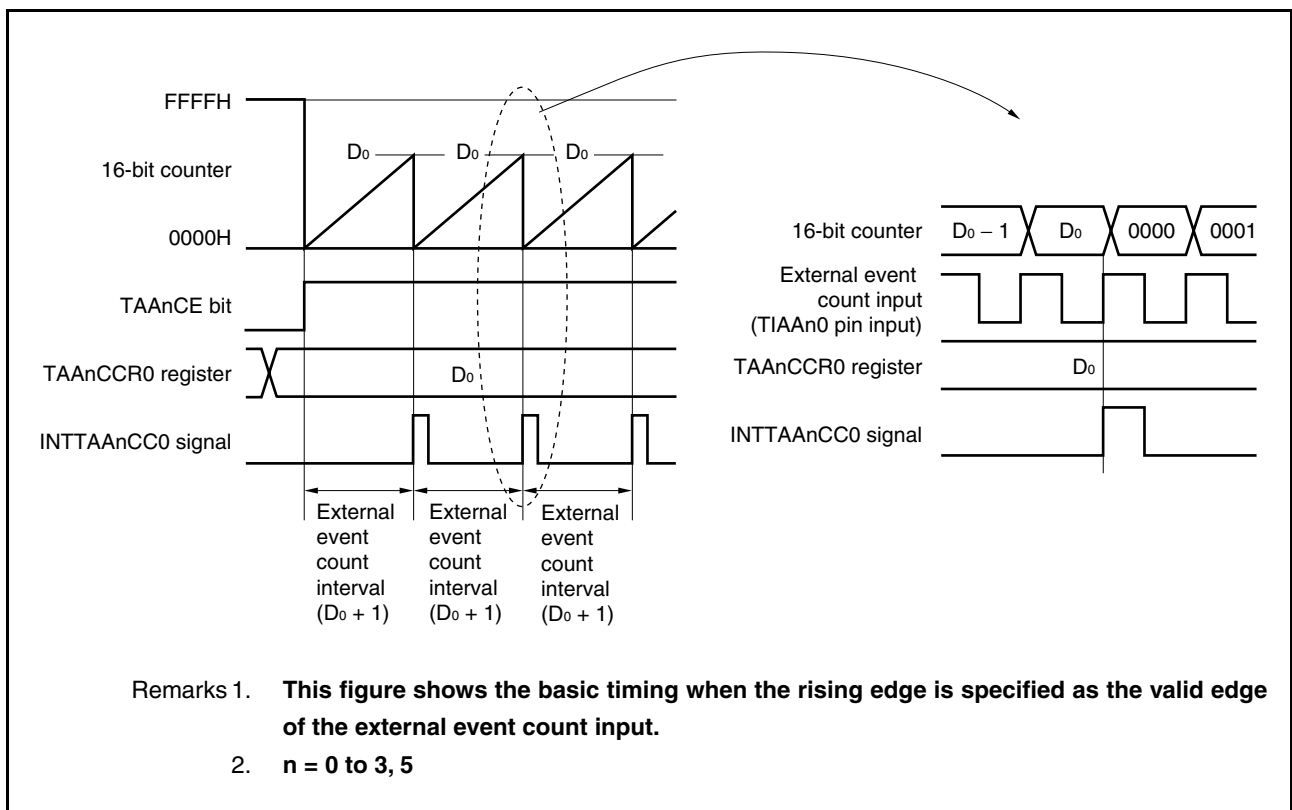 FFFFH
16-bit counter
0000H
D0 D0 D0
TAAnCE bit
TAAnCCR0 register
D0
INTTAAnCC0 signal
External
event
count
interval
(D0 + 1)
External
event
count
interval
(D0 + 1)
External
event
count
interval
(D0 + 1)
16-bit counter
D0 – 1 D0 0000 0001
External event
count input
(TIAAn0 pin input)
TAAnCCR0 register
D0
INTTAAnCC0 signal
Remarks 1. This figure shows the basic timing when the rising edge is specified as the valid edge
of the external event count input.
2. n = 0 to 3, 5